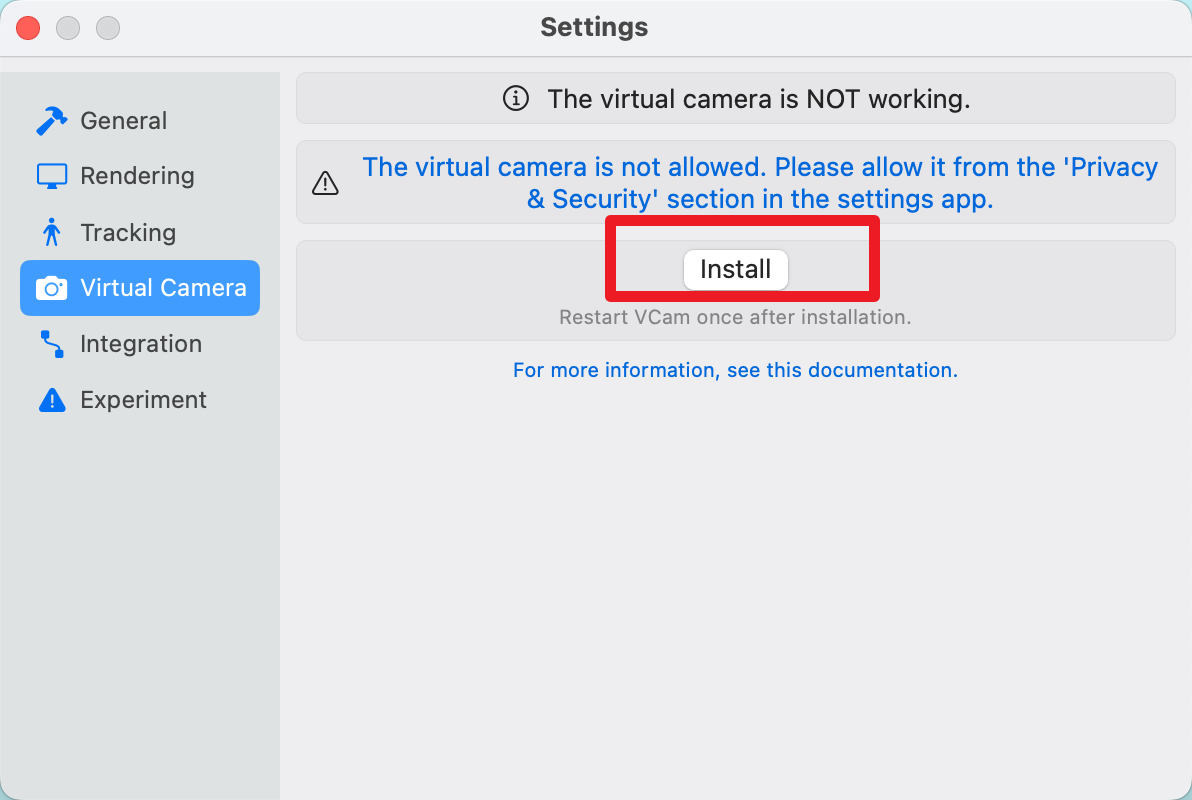 Settings
General
Rendering
Tracking
Virtual Camera
Integration
Experiment
The virtual camera is NOT working.
The virtual camera is not allowed. Please allow it from the 'Privacy
& Security' section in the settings app.
Install
Restart VCam once after installation.
For more information, see this documentation.